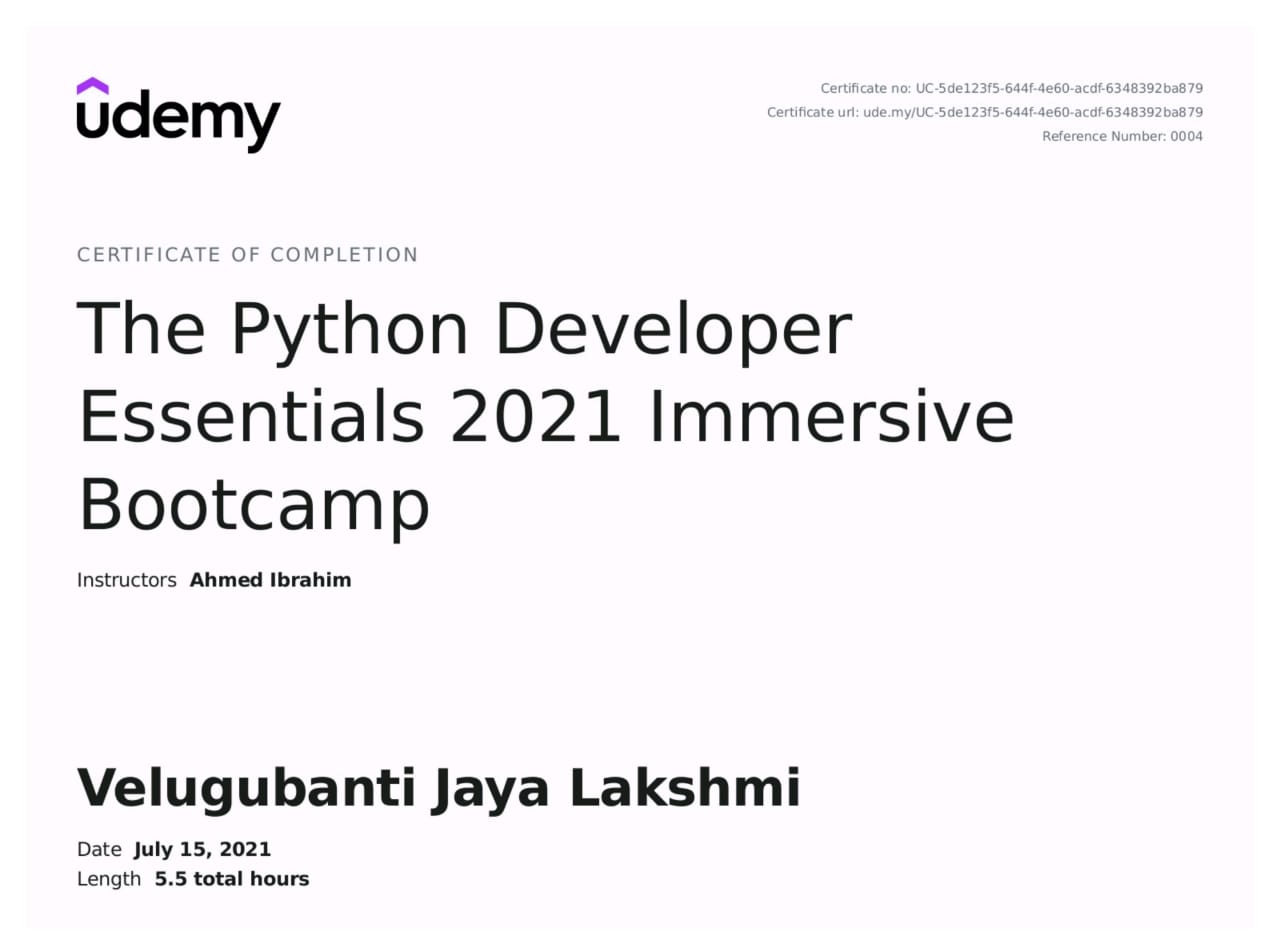 ûdemy
Certificate no: UC-5de123f5-644f-4e60-acdf-6348392ba879
Certificate url: ude.my/UC-5de123f5-644f-4e60-acdf-6348392ba879
Reference Number: 0004
CERTIFICATE OF COMPLETION
The Python Developer
Essentials 2021 Immersive
Bootcamp
Instructors Ahmed Ibrahim
Velugubanti Jaya Lakshmi
Date July 15, 2021
Length 5.5 total hours